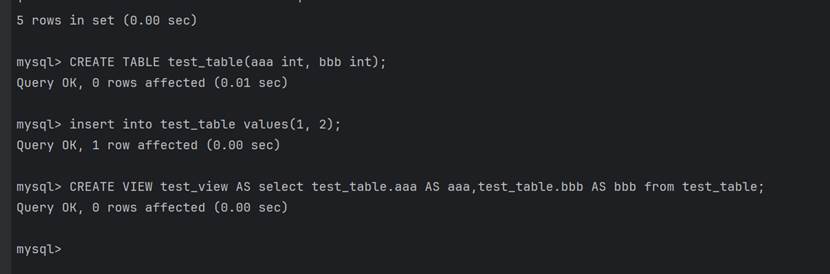 5 rows in set (0.00 sec)
mysql> CREATE TABLE test_table(aaa int, bbb int);
Query OK, 0 rows affected (0.01 sec)
mysql> insert into test_table values(1, 2);
Query OK, 1 row affected (0.00 sec)
mysql> CREATE VIEW test_view AS select test_table.aaa AS aaa,test_table.bbb AS bbb from test_table;
Query OK, 0 rows affected (0.00 sec)
mysql>